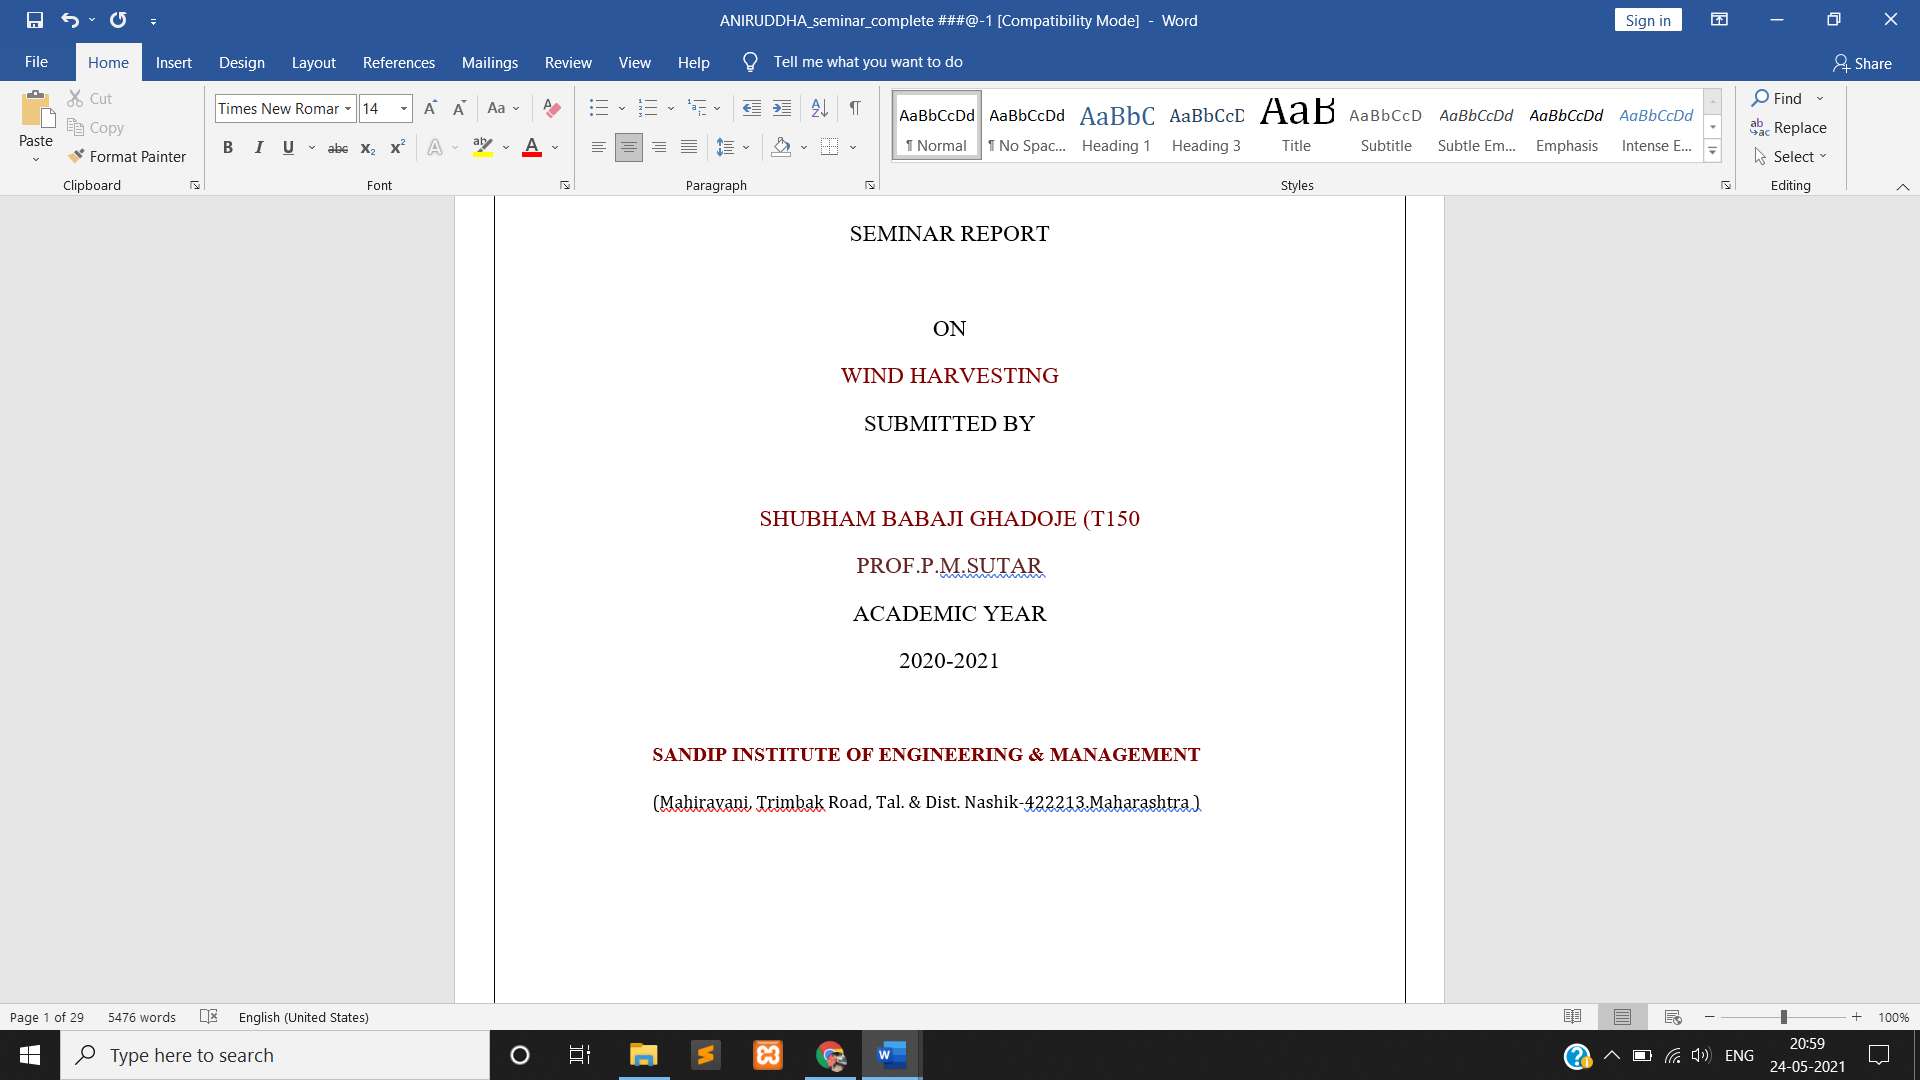 ANIRUDDHA_seminar_complete ###@-1 [Compatibility Mode] - Word
Sign in
File Home Insert Design Layout References Mailings Review View Help Tell me what you want to do
Share
Paste
Cut
Copy
Format Painter
Clipboard
Times New Romar 14
Aa
B I U abc x₂ x² A ab A
Font
Paragraph
AaBbCcDd AaBbCcDd AaBbC AaBbCcD AaB AaBbCcD AaBbCcDd AaBbCcDd AaBbCcDd
¶ Normal ¶ No Spac... Heading 1 Heading 3 Title Subtitle Subtle Em... Emphasis Intense E...
Styles
Find
Replace
Select
Editing
SEMINAR REPORT
ON
WIND HARVESTING
SUBMITTED BY
SHUBHAM BABAJI GHADOJE (T150
PROF.P.M.SUTAR
ACADEMIC YEAR
2020-2021
SANDIP INSTITUTE OF ENGINEERING & MANAGEMENT
(Mahiravani, Trimbak Road, Tal. & Dist. Nashik-422213.Maharashtra )
Page 1 of 29 5476 words English (United States) 100%
Type here to search
ENG
20:59
24-05-2021